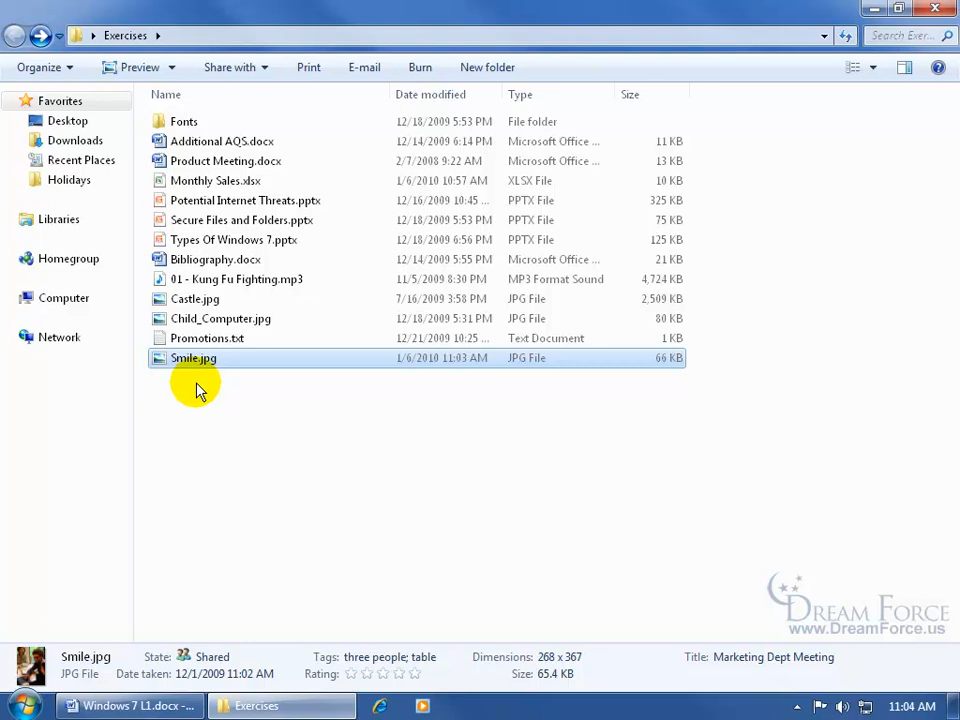 Exercises
Search Exer...
Organize Preview Share with Print E-mail Burn New folder
Name Date modified Type Size
Favorites
Desktop
Downloads
Recent Places
Holidays
Libraries
Homegroup
Computer
Network
Fonts 12/18/2009 5:53 PM File folder
Additional AQS.docx 12/14/2009 6:14 PM Microsoft Office ... 11 KB
Product Meeting.docx 2/7/2008 9:22 AM Microsoft Office ... 13 KB
Monthly Sales.xlsx 1/6/2010 10:57 AM XLSX File 10 KB
Potential Internet Threats.pptx 12/16/2009 10:45 ... PPTX File 325 KB
Secure Files and Folders.pptx 12/18/2009 5:53 PM PPTX File 75 KB
Types Of Windows 7.pptx 12/18/2009 6:56 PM PPTX File 125 KB
Bibliography.docx 12/14/2009 5:55 PM Microsoft Office ... 21 KB
01 - Kung Fu Fighting.mp3 11/5/2009 8:30 PM MP3 Format Sound 4,724 KB
Castle.jpg 7/16/2009 3:58 PM JPG File 2,509 KB
Child_Computer.jpg 12/18/2009 5:31 PM JPG File 80 KB
Promotions.txt 12/21/2009 10:25 ... Text Document 1 KB
Smile.jpg 1/6/2010 11:03 AM JPG File 66 KB
DREAM FORCE
www.DreamForce.us
Smile.jpg State: Shared Tags: three people; table Dimensions: 268 x 367 Title: Marketing Dept Meeting
JPG File Date taken: 12/1/2009 11:02 AM Rating: Size: 65.4 KB
Windows 7 L1.docx -... Exercises 11:04 AM